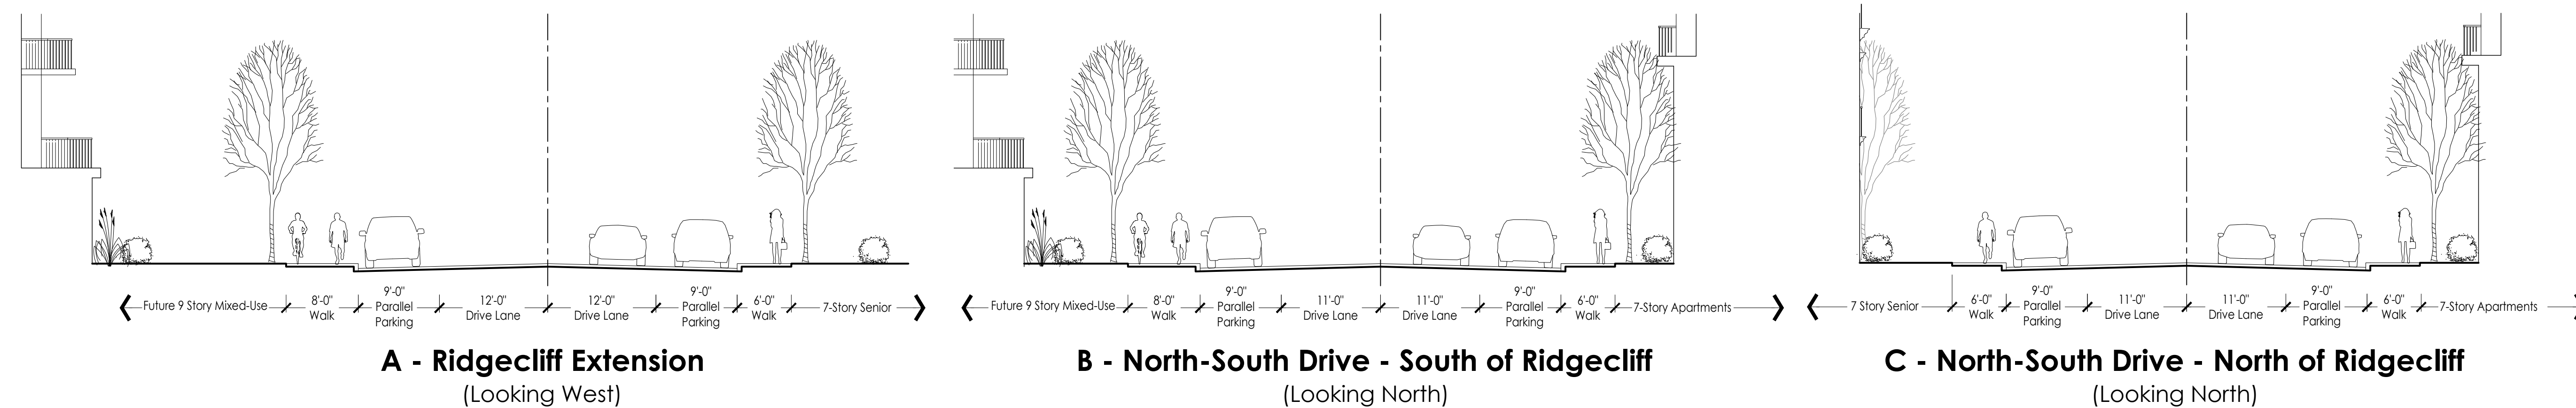 Future 9 Story Mixed-Use
8'-0"
Walk
9'-0"
Parallel
Parking
12'-0"
Drive Lane
12'-0"
Drive Lane
9'-0"
Parallel
Parking
6'-0"
Walk
7-Story Senior
A - Ridgecliff Extension
(Looking West)
Future 9 Story Mixed-Use
8'-0"
Walk
9'-0"
Parallel
Parking
11'-0"
Drive Lane
11'-0"
Drive Lane
9'-0"
Parallel
Parking
6'-0"
Walk
7-Story Apartments
B - North-South Drive - South of Ridgecliff
(Looking North)
7 Story Senior
6'-0"
Walk
9'-0"
Parallel
Parking
11'-0"
Drive Lane
11'-0"
Drive Lane
9'-0"
Parallel
Parking
6'-0"
Walk
7-Story Apartments
C - North-South Drive - North of Ridgecliff
(Looking North)